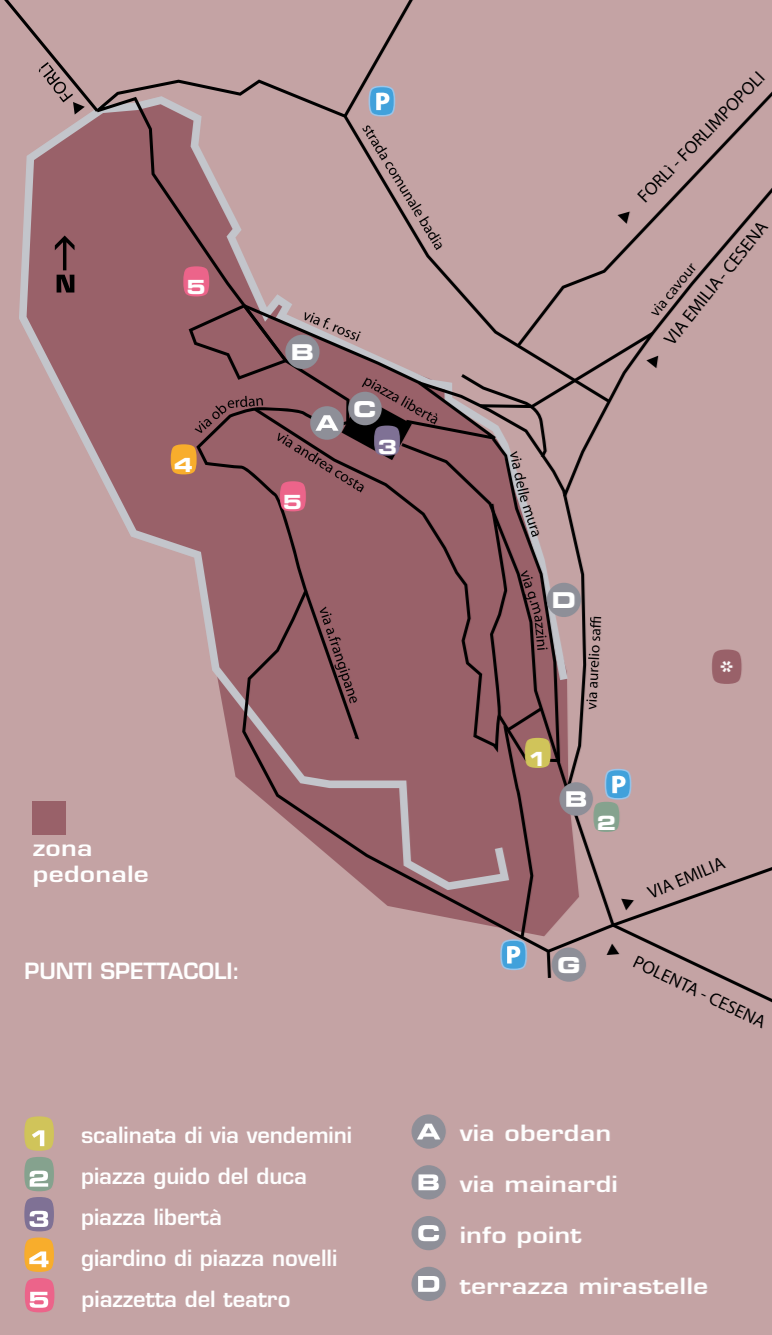 FORLÌ
P
strada comunale badia
FORLì - FORLIMPOPOLI
via cavour
VIA EMILIA- CESENA
N
5
via f. rossi
B
piazza libertà
C
A
3
via oberdan
via andrea costa
4
5
via delle mura
via g.mazzini
D
via a.frangipane
via aurelio saffi
1
B
P
2
zona
pedonale
VIA EMILIA
P
G
POLENTA - CESENA
PUNTI SPETTACOLI:
1 scalinata di via vendemini
2 piazza guido del duca
3 piazza libertà
4 giardino di piazza novelli
5 piazzetta del teatro
A via oberdan
B via mainardi
C info point
D terrazza mirastelle